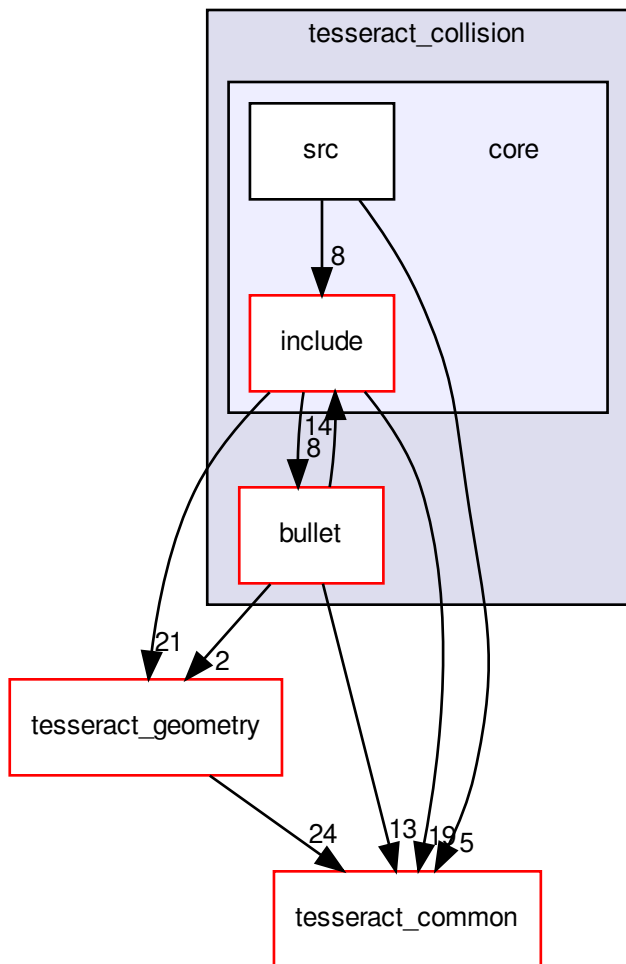 tesseract_collision
src
core
8
include
14
8
bullet
21
2
tesseract_geometry
24
13
19
5
tesseract_common